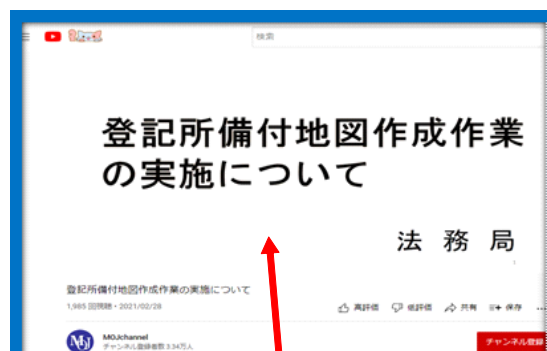 検索
登記所備付地図作成作業
の実施について
法務局
登記所備付地図作成作業の実施について
1,985 回視聴・2021/02/28
高評価 低評価 共有 保存 …
MOJchannel
チャンネル登録者数 3.34万人
チャンネル登録